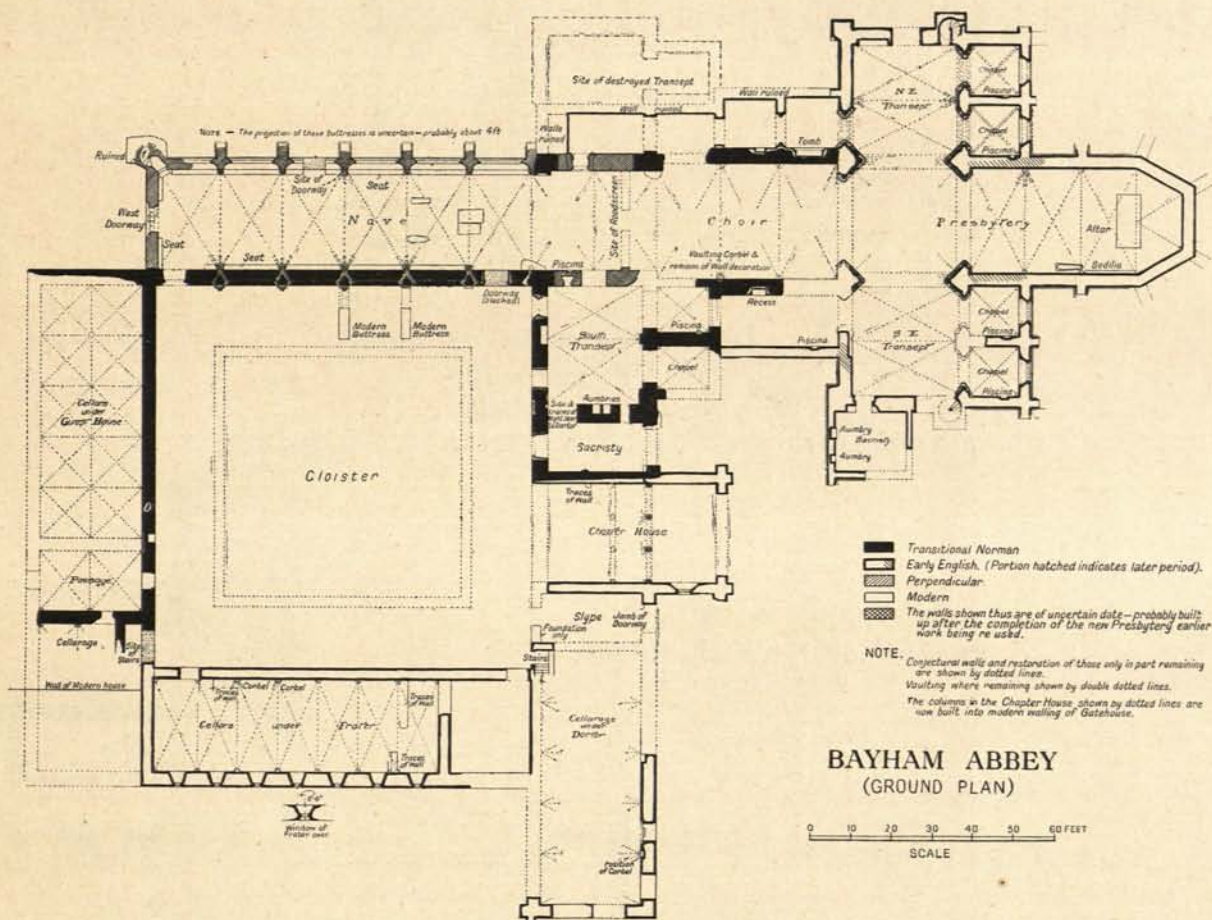 Site of destroyed Transept
Wall ruined
Wall ruined
Walls
ruined
N E
Transept
Chapel
Piscina
Chapel
Piscina
NOTE — The projection of these buttresses is uncertain – probably about 4ft
Ruined
Site of
Doorway
Seat
Tomb
West
Doorway
Nave
Site of Roodscreen
Choir
Presbytery
Altar
Seat
Seat
Piscina
Vaulting Corbel &
remains of Wall decoration
Sedilia
Doorway
(blocked)
Recess
Modern
Buttress
Modern
Buttress
South
Transept
Piscina
Piscina
S E
Transept
Chapel
Piscina
Chapel
Chapel
Piscina
Cellars
under
Guest House
Aumbries
Sacristy
Aumbry
Sacristy
Aumbry
Cloister
Traces
of Wall
Chapter House
Passage
Cellarage
Site
of
Stairs
Slype
Jamb of
Doorway
Foundation
only
Stairs
Wall of Modern house
Corbel
Corbel
Traces
of Wall
Traces
of Wall
Cellars under Frater
Traces
of Wall
Cellarage
under
Dorter
Window of
Frater over
Position
of Corbel
Transitional Norman
Early English. (Portion hatched indicates later period).
Perpendicular
Modern
The walls shown thus are of uncertain date – probably built
up after the completion of the new Presbytery earlier
work being re used.
NOTE. Conjectural walls and restoration of those only in part remaining
are shown by dotted lines.
Vaulting where remaining shown by double dotted lines.
The columns in the Chapter House shown by dotted lines are
now built into modern walling of Gatehouse.
BAYHAM ABBEY
(GROUND PLAN)
0 10 20 30 40 50 60 FEET
SCALE